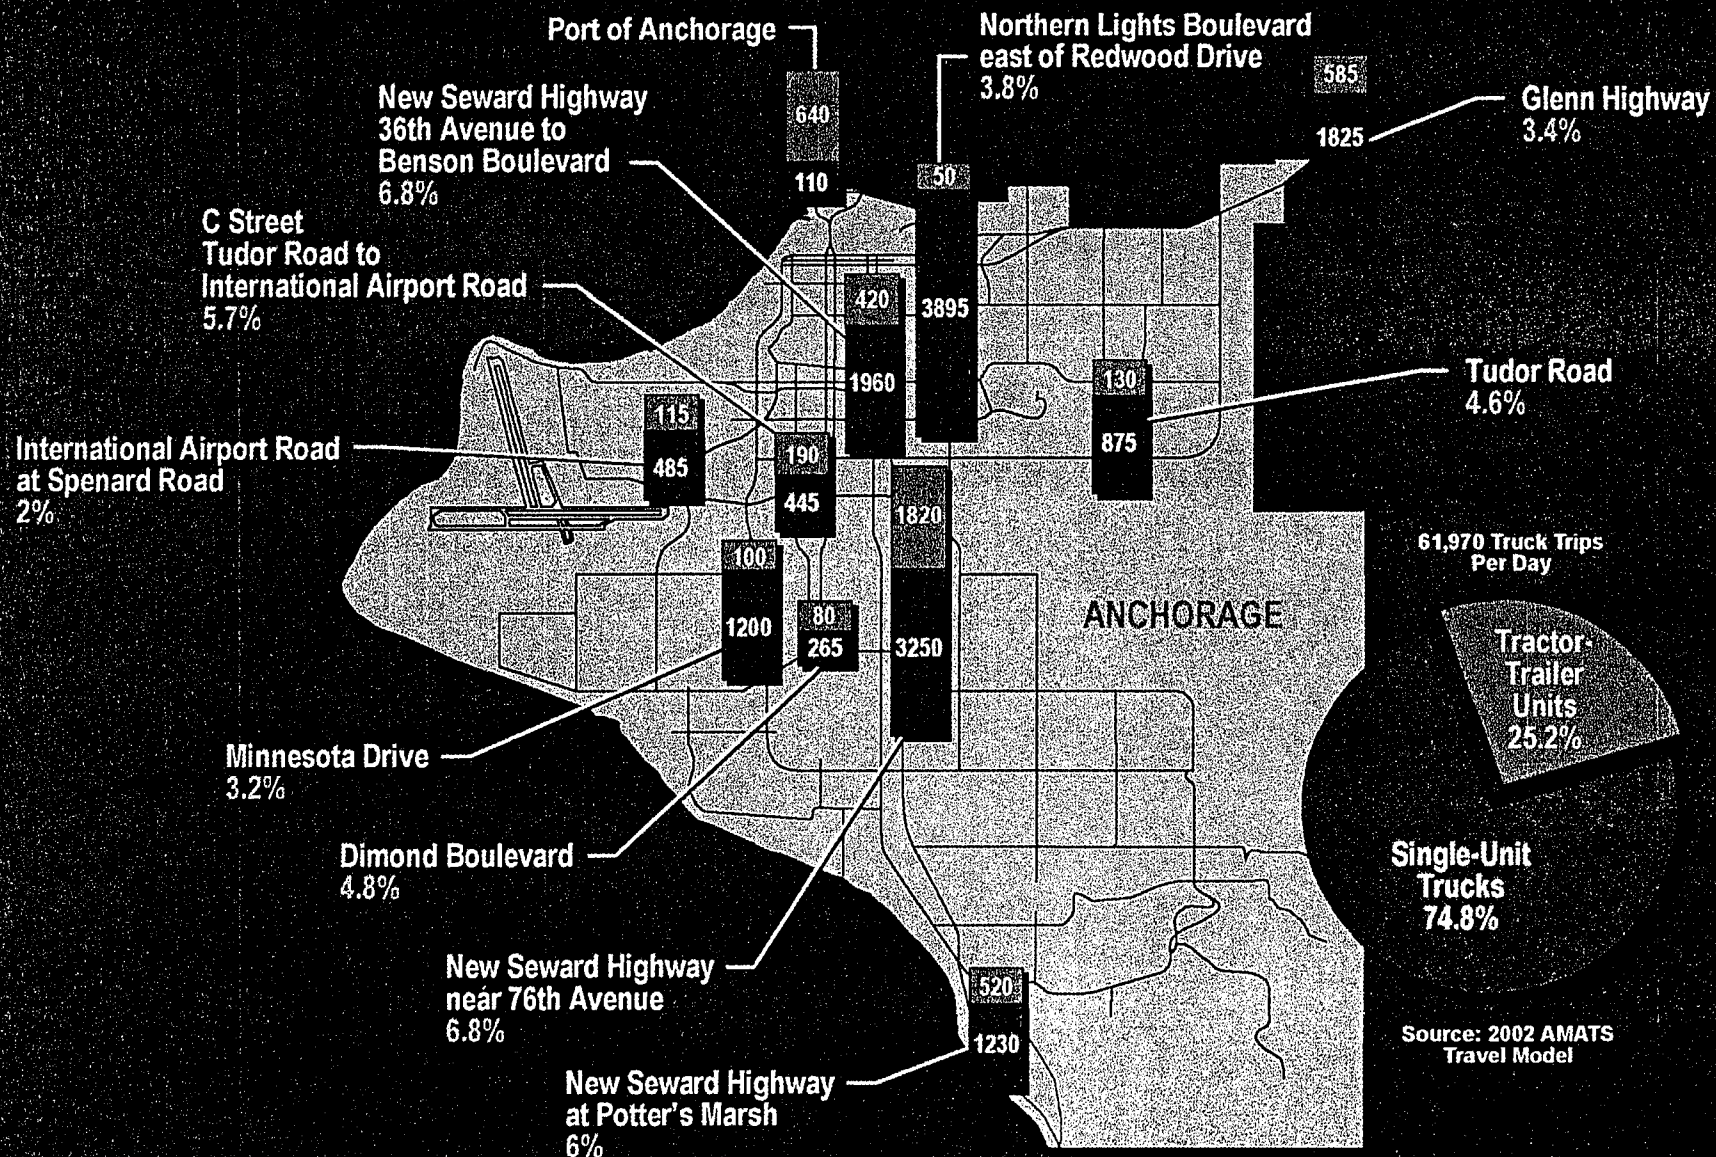 Port of Anchorage
640
110
Northern Lights Boulevard
east of Redwood Drive
3.8%
50
3895
585
1825
Glenn Highway
3.4%
New Seward Highway
36th Avenue to
Benson Boulevard
6.8%
420
1960
C Street
Tudor Road to
International Airport Road
5.7%
190
445
Tudor Road
4.6%
130
875
International Airport Road
at Spenard Road
2%
115
485
1820
3250
100
1200
80
265
ANCHORAGE
61,970 Truck Trips
Per Day
Tractor-
Trailer
Units
25.2%
Single-Unit
Trucks
74.8%
Minnesota Drive
3.2%
Dimond Boulevard
4.8%
New Seward Highway
near 76th Avenue
6.8%
520
1230
New Seward Highway
at Potter's Marsh
6%
Source: 2002 AMATS
Travel Model